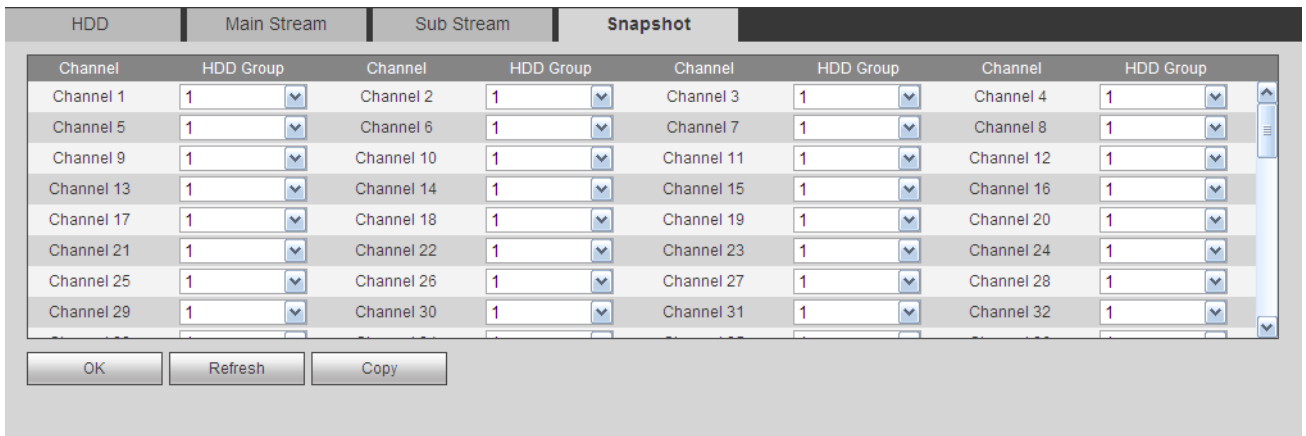 HDD Main Stream Sub Stream Snapshot
Channel HDD Group Channel HDD Group Channel HDD Group Channel HDD Group
Channel 1 1 Channel 2 1 Channel 3 1 Channel 4 1
Channel 5 1 Channel 6 1 Channel 7 1 Channel 8 1
Channel 9 1 Channel 10 1 Channel 11 1 Channel 12 1
Channel 13 1 Channel 14 1 Channel 15 1 Channel 16 1
Channel 17 1 Channel 18 1 Channel 19 1 Channel 20 1
Channel 21 1 Channel 22 1 Channel 23 1 Channel 24 1
Channel 25 1 Channel 26 1 Channel 27 1 Channel 28 1
Channel 29 1 Channel 30 1 Channel 31 1 Channel 32 1
OK Refresh Copy